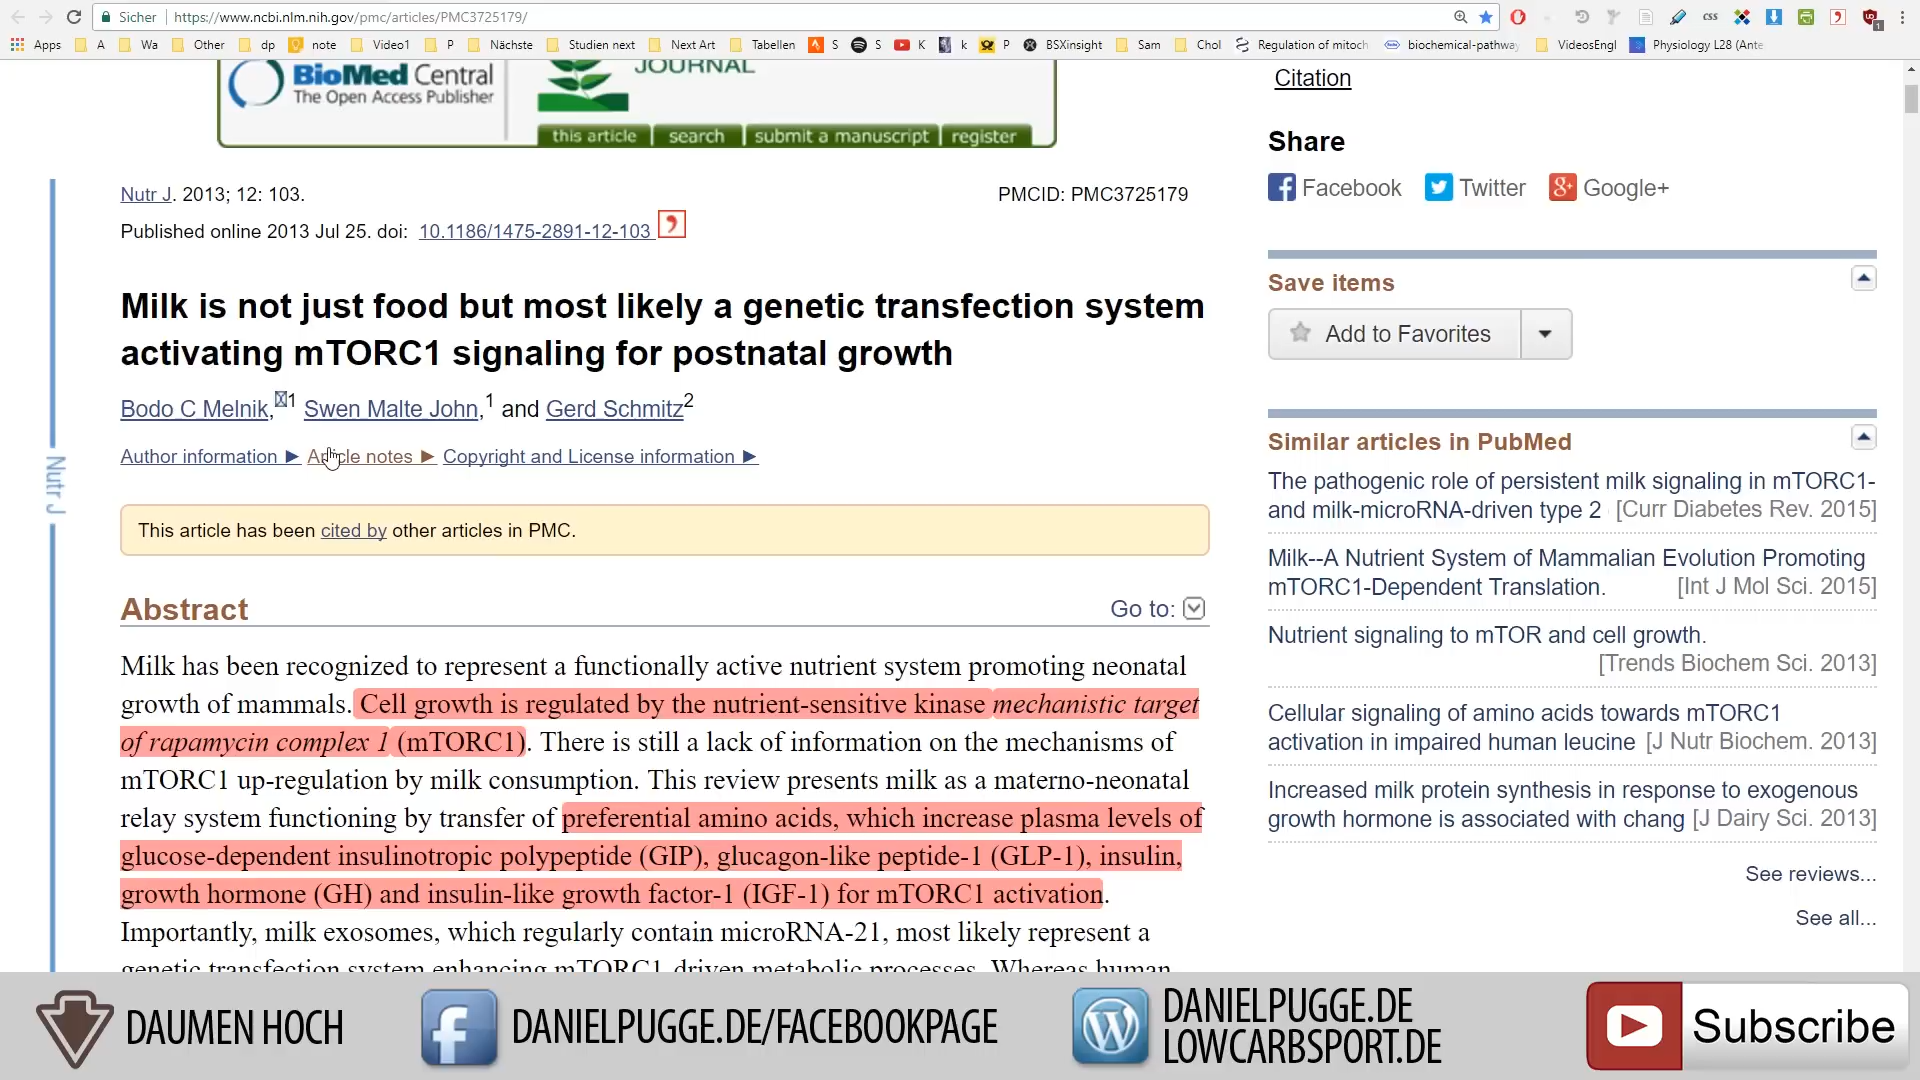 Sicher
https://www.ncbi.nlm.nih.gov/pmc/articles/PMC3725179/
Apps A Wa Other dp note Video1 P Nächste Studien next Next Art Tabellen S S K k P BSXinsight Sam Chol Regulation of mitoch biochemical-pathway VideosEngl Physiology L28 (Ante
BioMed Central
The Open Access Publisher
JOURNAL
this article search submit a manuscript register
Nutr J. 2013; 12: 103.
PMCID: PMC3725179
Published online 2013 Jul 25. doi: 10.1186/1475-2891-12-103
Milk is not just food but most likely a genetic transfection system
activating mTORC1 signaling for postnatal growth
Bodo C Melnik,1 Swen Malte John,1 and Gerd Schmitz2
Author information ► Article notes ► Copyright and License information ►
Nutr J
This article has been cited by other articles in PMC.
Abstract
Go to:
Milk has been recognized to represent a functionally active nutrient system promoting neonatal
growth of mammals. Cell growth is regulated by the nutrient-sensitive kinase mechanistic target
of rapamycin complex 1 (mTORC1). There is still a lack of information on the mechanisms of
mTORC1 up-regulation by milk consumption. This review presents milk as a materno-neonatal
relay system functioning by transfer of preferential amino acids, which increase plasma levels of
glucose-dependent insulinotropic polypeptide (GIP), glucagon-like peptide-1 (GLP-1), insulin,
growth hormone (GH) and insulin-like growth factor-1 (IGF-1) for mTORC1 activation.
Importantly, milk exosomes, which regularly contain microRNA-21, most likely represent a
genetic transfection system enhancing mTORC1-driven metabolic processes. Whereas human
Citation
Share
Facebook Twitter Google+
Save items
Add to Favorites
Similar articles in PubMed
The pathogenic role of persistent milk signaling in mTORC1-
and milk-microRNA-driven type 2 [Curr Diabetes Rev. 2015]
Milk--A Nutrient System of Mammalian Evolution Promoting
mTORC1-Dependent Translation. [Int J Mol Sci. 2015]
Nutrient signaling to mTOR and cell growth.
[Trends Biochem Sci. 2013]
Cellular signaling of amino acids towards mTORC1
activation in impaired human leucine [J Nutr Biochem. 2013]
Increased milk protein synthesis in response to exogenous
growth hormone is associated with chang [J Dairy Sci. 2013]
See reviews...
See all...
DAUMEN HOCH
DANIELPUGGE.DE/FACEBOOKPAGE
DANIELPUGGE.DE
LOWCARBSPORT.DE
Subscribe